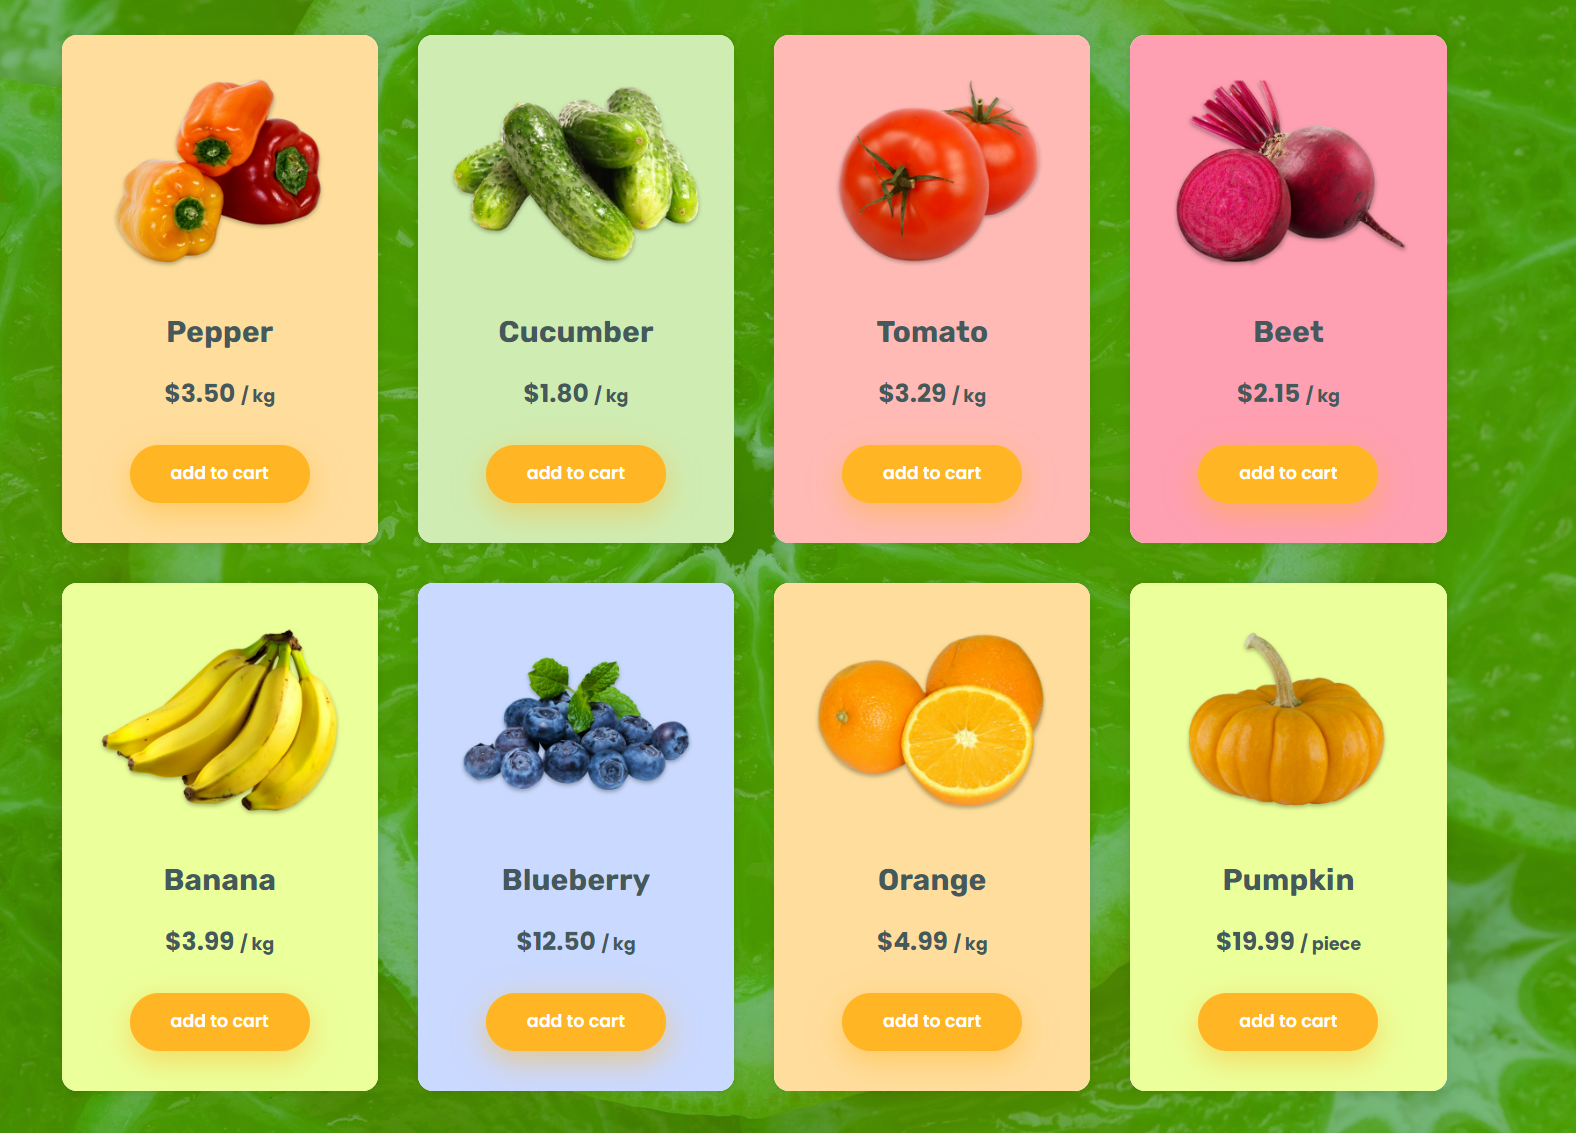 Pepper
$3.50 / kg
add to cart
Cucumber
$1.80 / kg
add to cart
Tomato
$3.29 / kg
add to cart
Beet
$2.15 / kg
add to cart
Banana
$3.99 / kg
add to cart
Blueberry
$12.50 / kg
add to cart
Orange
$4.99 / kg
add to cart
Pumpkin
$19.99 / piece
add to cart